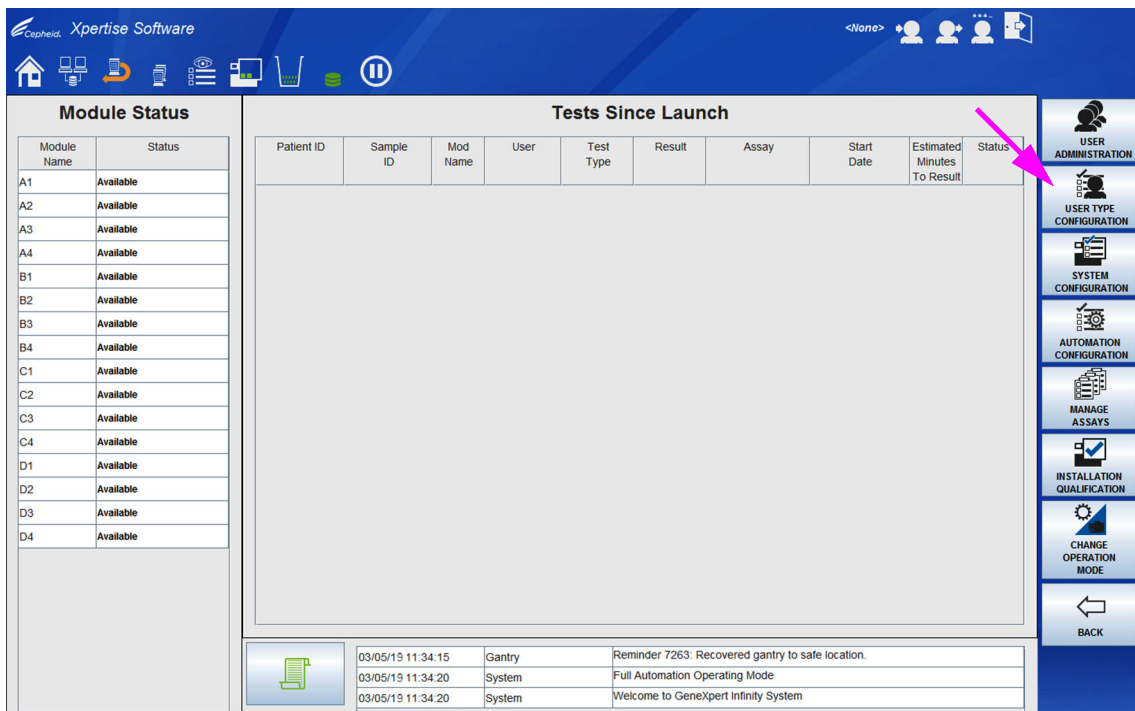 Cepheid. Xpertise Software
<None>
Module Status
Module Name
Status
A1 Available
A2 Available
A3 Available
A4 Available
B1 Available
B2 Available
B3 Available
B4 Available
C1 Available
C2 Available
C3 Available
C4 Available
D1 Available
D2 Available
D3 Available
D4 Available
Tests Since Launch
Patient ID
Sample ID
Mod Name
User
Test Type
Result
Assay
Start Date
Estimated Minutes To Result
Status
03/05/19 11:34:15 Gantry Reminder 7263: Recovered gantry to safe location.
03/05/19 11:34:20 System Full Automation Operating Mode
03/05/19 11:34:20 System Welcome to GeneXpert Infinity System
USER
ADMINISTRATION
USER TYPE
CONFIGURATION
SYSTEM
CONFIGURATION
AUTOMATION
CONFIGURATION
MANAGE
ASSAYS
INSTALLATION
QUALIFICATION
CHANGE
OPERATION
MODE
BACK